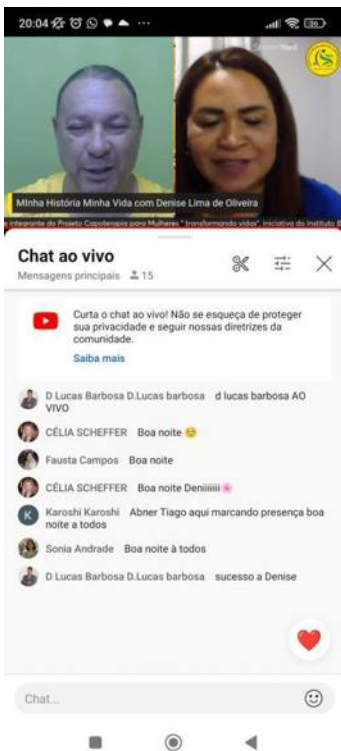 20:04
36
MInha História Minha Vida com Denise Lima de Oliveira
e integrante do Projeto Capoterapia para Mulheres " transformando vidas", iniciativa do Instituto
Chat ao vivo
Mensagens principais 15
Curta o chat ao vivo! Não se esqueça de proteger
sua privacidade e seguir nossas diretrizes da
comunidade.
Saiba mais
D Lucas Barbosa D.Lucas barbosa d lucas barbosa AO
VIVO
CÉLIA SCHEFFER Boa noite 😊
Fausta Campos Boa noite
CÉLIA SCHEFFER Boa noite Deniiiiiii🌸
K
Karoshi Karoshi Abner Tiago aqui marcando presença boa
noite a todos
Sonia Andrade Boa noite à todos
D Lucas Barbosa D.Lucas barbosa sucesso a Denise
Chat...